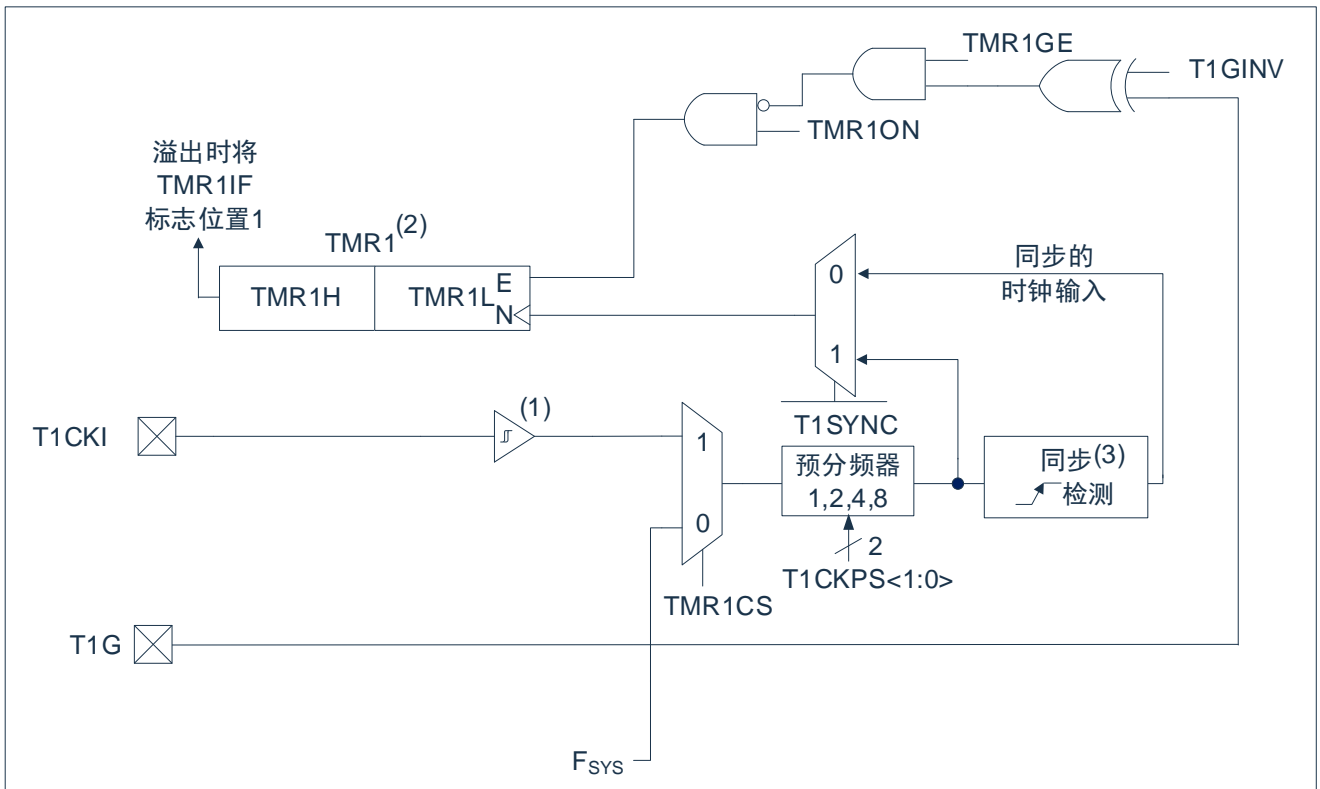 TMR1GE
T1GINV
TMR1ON
溢出时将
TMR1IF
标志位置1
TMR1(2)
TMR1H
TMR1L
E
N
0
1
同步的
时钟输入
T1SYNC
T1CKI
(1)
1
0
TMR1CS
预分频器
1,2,4,8
2
T1CKPS<1:0>
同步(3)
检测
T1G
FSYS